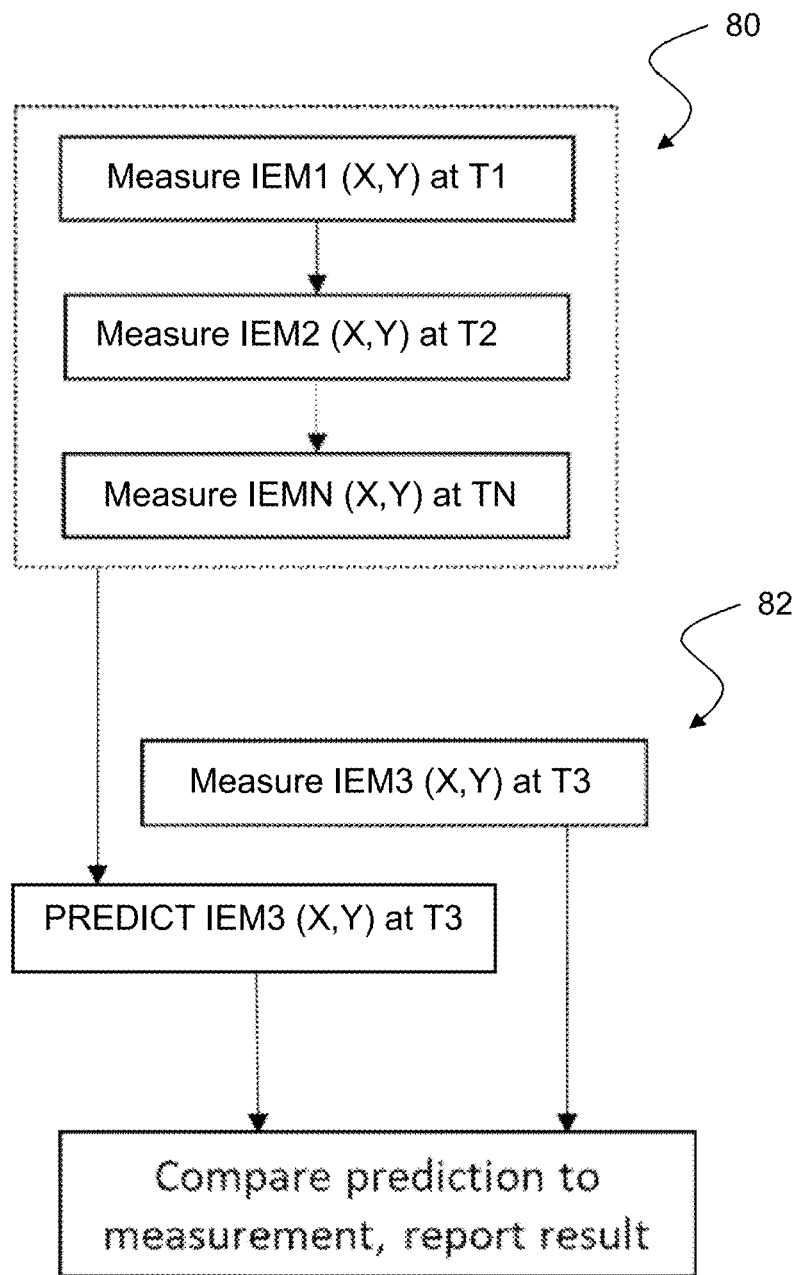 80
Measure IEM1 (X,Y) at T1
Measure IEM2 (X,Y) at T2
Measure IEMN (X,Y) at TN
82
Measure IEM3 (X,Y) at T3
PREDICT IEM3 (X,Y) at T3
Compare prediction to
measurement, report result